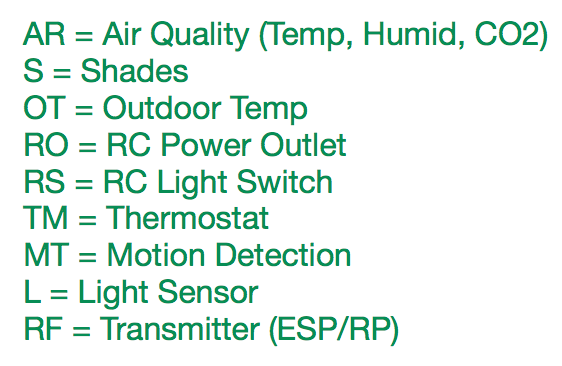 AR = Air Quality (Temp, Humid, CO2)
S = Shades
OT = Outdoor Temp
RO = RC Power Outlet
RS = RC Light Switch
TM = Thermostat
MT = Motion Detection
L = Light Sensor
RF = Transmitter (ESP/RP)